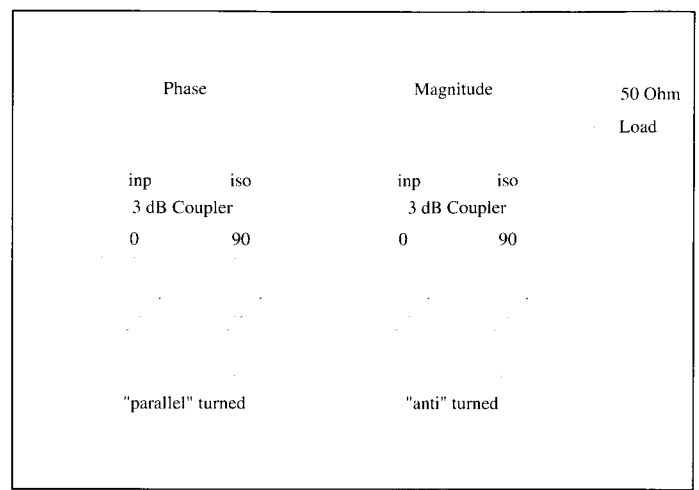 Phase Magnitude
50 Ohm
Load
inp iso inp iso
3 dB Coupler 3 dB Coupler
0 90 0 90
"parallel" turned "anti" turned